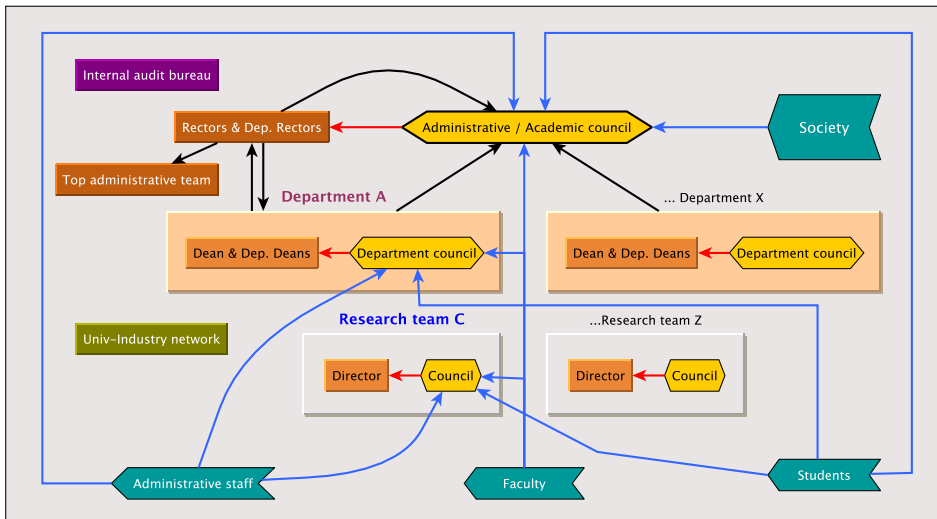 Internal audit bureau
Rectors & Dep. Rectors
Administrative / Academic council
Society
Top administrative team
Department A
... Department X
Dean & Dep. Deans
Department council
Dean & Dep. Deans
Department council
Univ-Industry network
Research team C
...Research team Z
Director
Council
Director
Council
Administrative staff
Faculty
Students